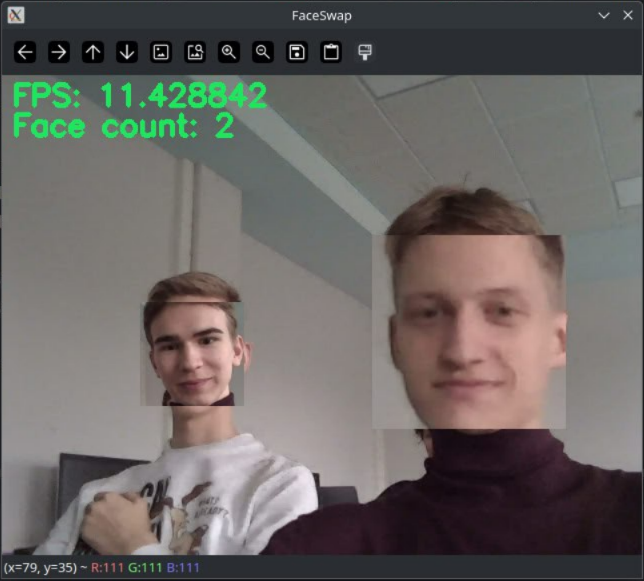 FaceSwap
FPS: 11.428842
Face count: 2
(x=79, y=35) ~ R:111 G:111 B:111